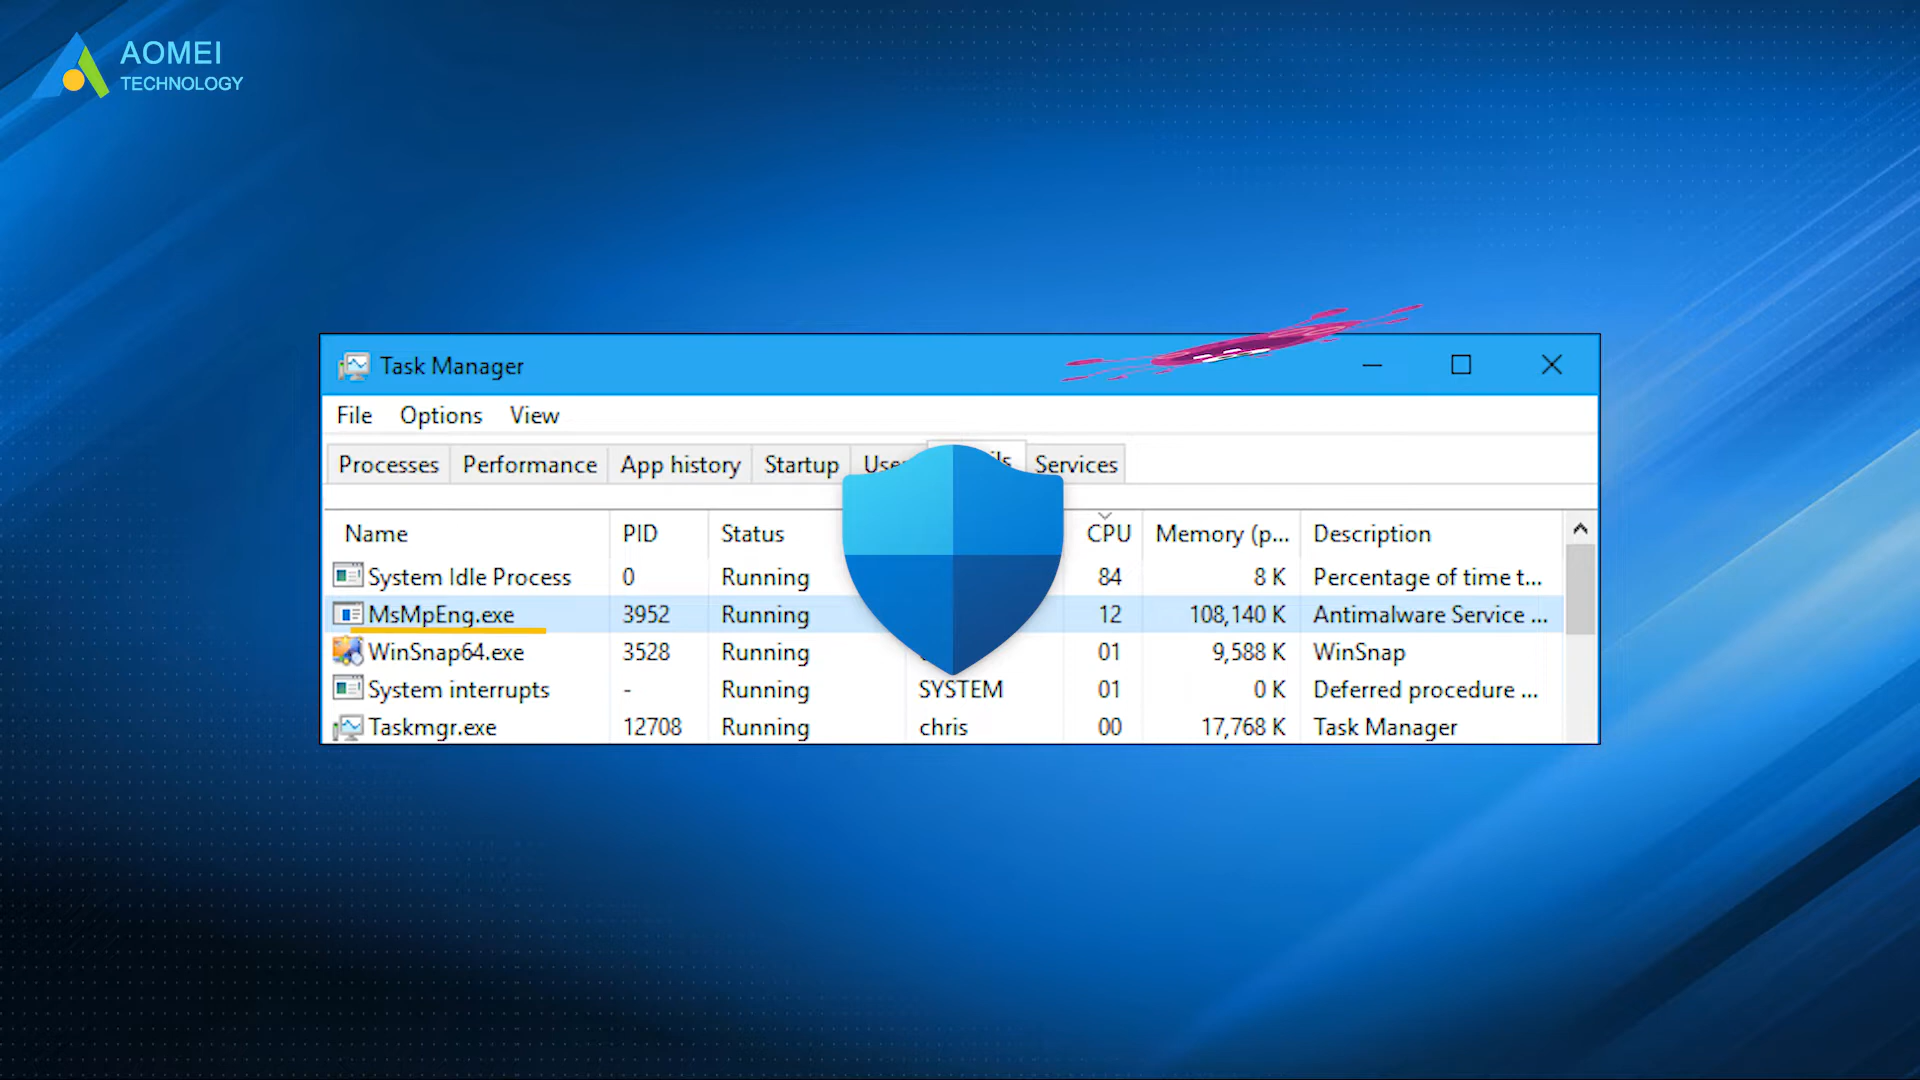 AOMEI
TECHNOLOGY
Task Manager
File Options View
Processes Performance App history Startup Services
Name PID Status CPU Memory (p... Description
System Idle Process 0 Running 84 8 K Percentage of time t...
MsMpEng.exe 3952 Running 12 108,140 K Antimalware Service ...
WinSnap64.exe 3528 Running 01 9,588 K WinSnap
System interrupts - Running SYSTEM 01 0 K Deferred procedure ...
Taskmgr.exe 12708 Running chris 00 17,768 K Task Manager